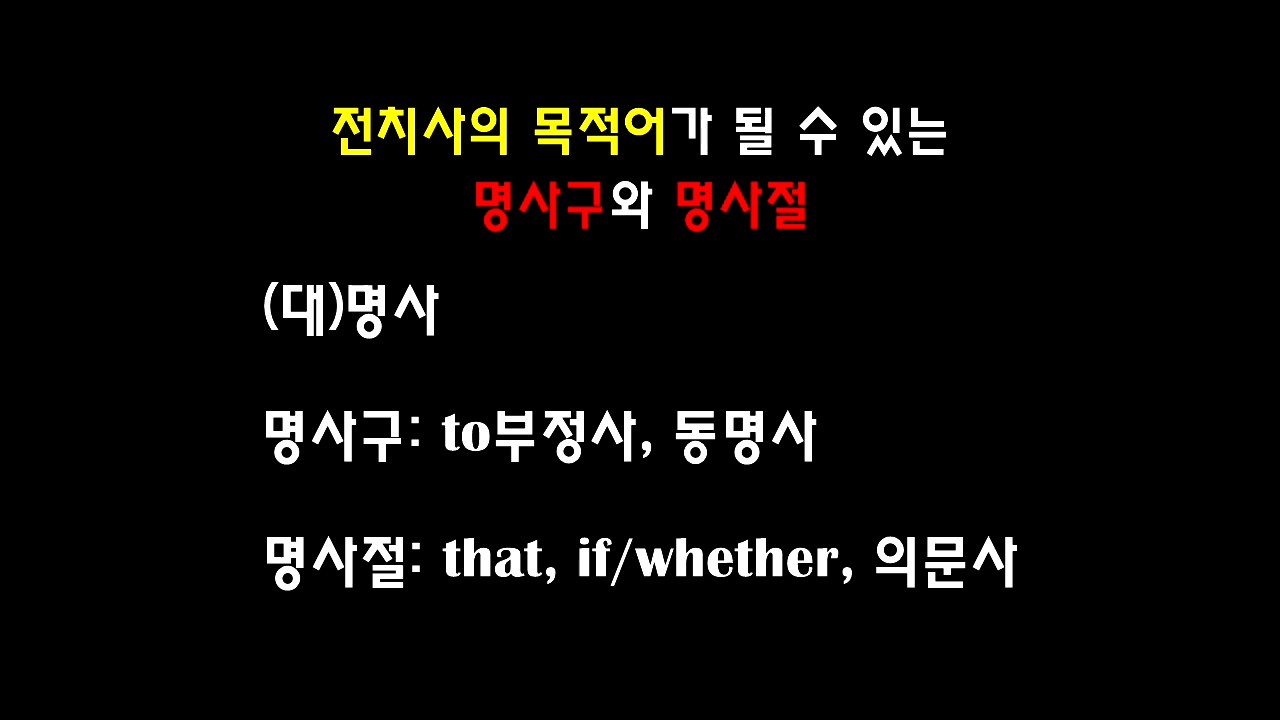 전치사의 목적어가 될 수 있는
명사구와 명사절
(대)명사
명사구: to부정사, 동명사
명사절: that, if/whether, 의문사